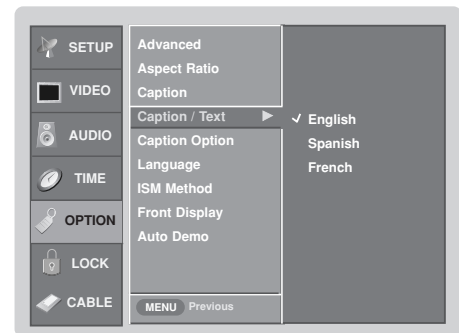 SETUP
VIDEO
AUDIO
TIME
OPTION
LOCK
CABLE
Advanced
Aspect Ratio
Caption
Caption / Text
Caption Option
Language
ISM Method
Front Display
Auto Demo
MENU Previous
English
Spanish
French